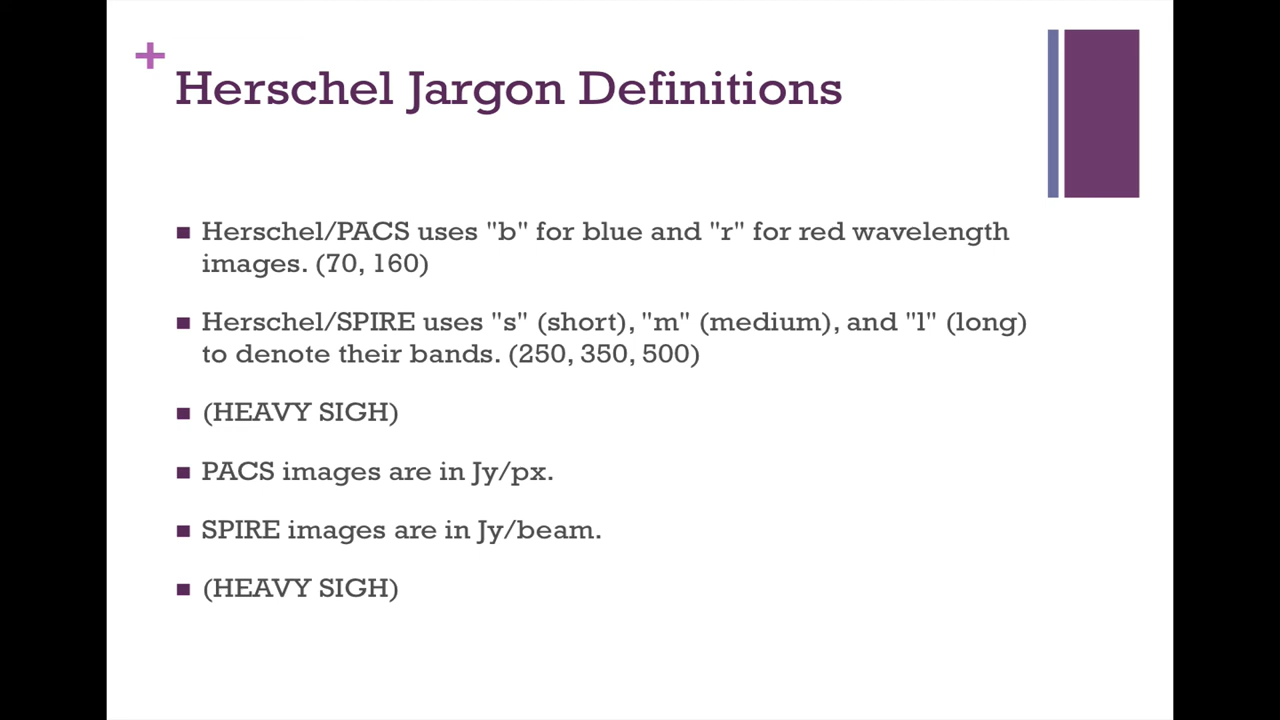 Herschel Jargon Definitions
Herschel/PACS uses "b" for blue and "r" for red wavelength
images. (70, 160)
Herschel/SPIRE uses "s" (short), "m" (medium), and "l" (long)
to denote their bands. (250, 350, 500)
(HEAVY SIGH)
PACS images are in Jy/px.
SPIRE images are in Jy/beam.
(HEAVY SIGH)